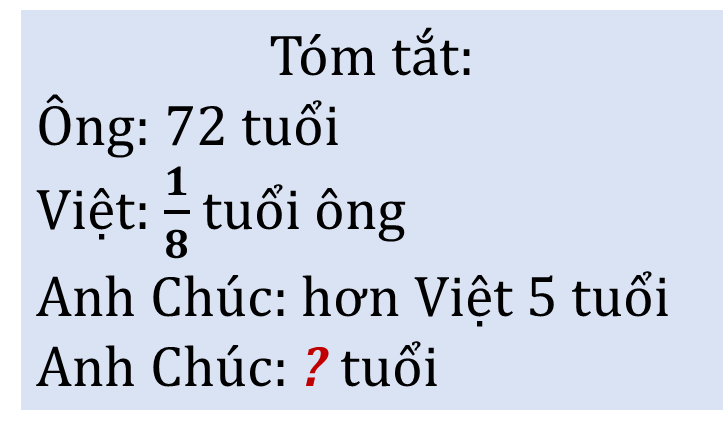 Tóm tắt:
Ông: 72 tuổi
Việt: 1/8 tuổi ông
Anh Chúc: hơn Việt 5 tuổi
Anh Chúc: ? tuổi